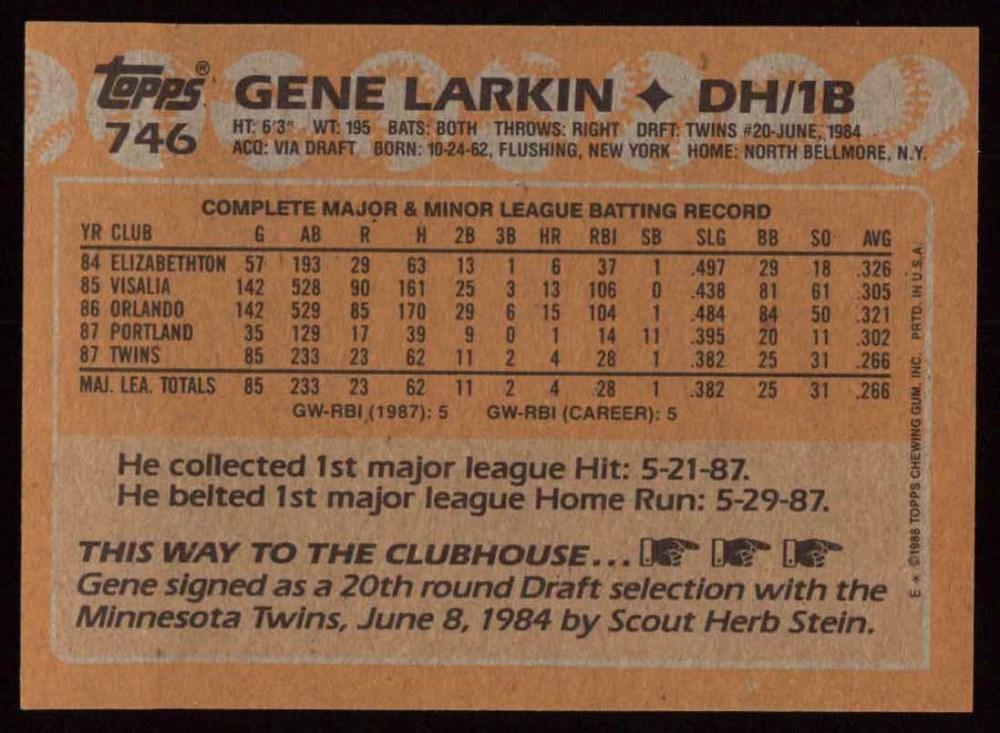 topps® GENE LARKIN ✦ DH/1B
746 HT: 6'3" WT: 195 BATS: BOTH THROWS: RIGHT DRFT: TWINS #20-JUNE, 1984
ACQ: VIA DRAFT BORN: 10-24-62, FLUSHING, NEW YORK HOME: NORTH BELLMORE, N.Y.
COMPLETE MAJOR & MINOR LEAGUE BATTING RECORD
YR CLUB G AB R H 2B 3B HR RBI SB SLG BB SO AVG
84 ELIZABETHTON 57 193 29 63 13 1 6 37 1 .497 29 18 .326
85 VISALIA 142 528 90 161 25 3 13 106 0 .438 81 61 .305
86 ORLANDO 142 529 85 170 29 6 15 104 1 .484 84 50 .321
87 PORTLAND 35 129 17 39 9 0 1 14 11 .395 20 11 .302
87 TWINS 85 233 23 62 11 2 4 28 1 .382 25 31 .266
MAJ. LEA. TOTALS 85 233 23 62 11 2 4 28 1 .382 25 31 .266
GW-RBI (1987): 5 GW-RBI (CAREER): 5
He collected 1st major league Hit: 5-21-87.
He belted 1st major league Home Run: 5-29-87.
THIS WAY TO THE CLUBHOUSE...
Gene signed as a 20th round Draft selection with the
Minnesota Twins, June 8, 1984 by Scout Herb Stein.
E * ©1988 TOPPS CHEWING GUM, INC. PRTD. IN U.S.A.